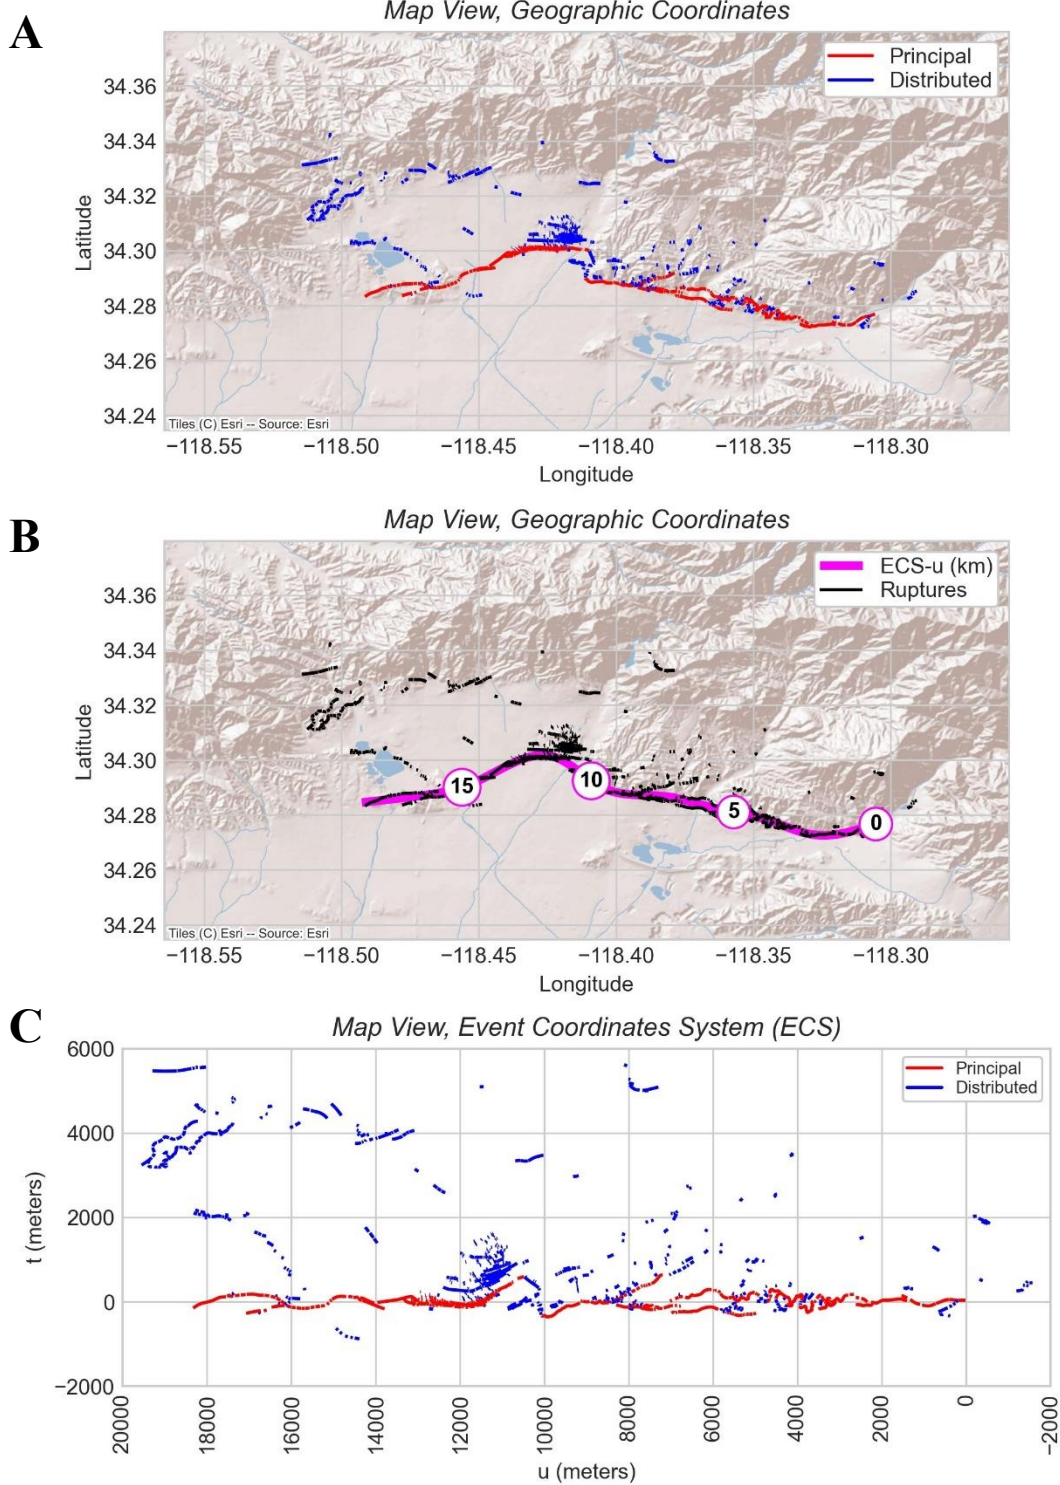 A
Map View, Geographic Coordinates
Principal
Distributed
34.36
34.34
34.32
34.30
34.28
34.26
34.24
Latitude
Tiles (C) Esri -- Source: Esri
−118.55 −118.50 −118.45 −118.40 −118.35 −118.30
Longitude
B
Map View, Geographic Coordinates
ECS-u (km)
Ruptures
34.36
34.34
34.32
34.30
34.28
34.26
34.24
Latitude
15 10 5 0
Tiles (C) Esri -- Source: Esri
−118.55 −118.50 −118.45 −118.40 −118.35 −118.30
Longitude
C
Map View, Event Coordinates System (ECS)
Principal
Distributed
6000
4000
2000
0
−2000
t (meters)
20000 18000 16000 14000 12000 10000 8000 6000 4000 2000 0 −2000
u (meters)